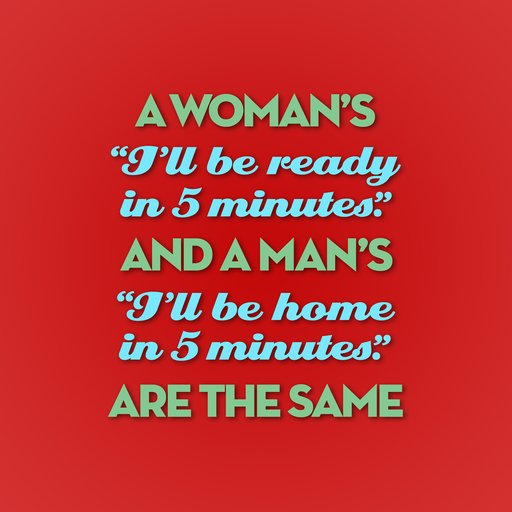 A WOMAN'S
“I'll be ready
in 5 minutes.”
AND A MAN'S
“I'll be home
in 5 minutes.”
ARE THE SAME